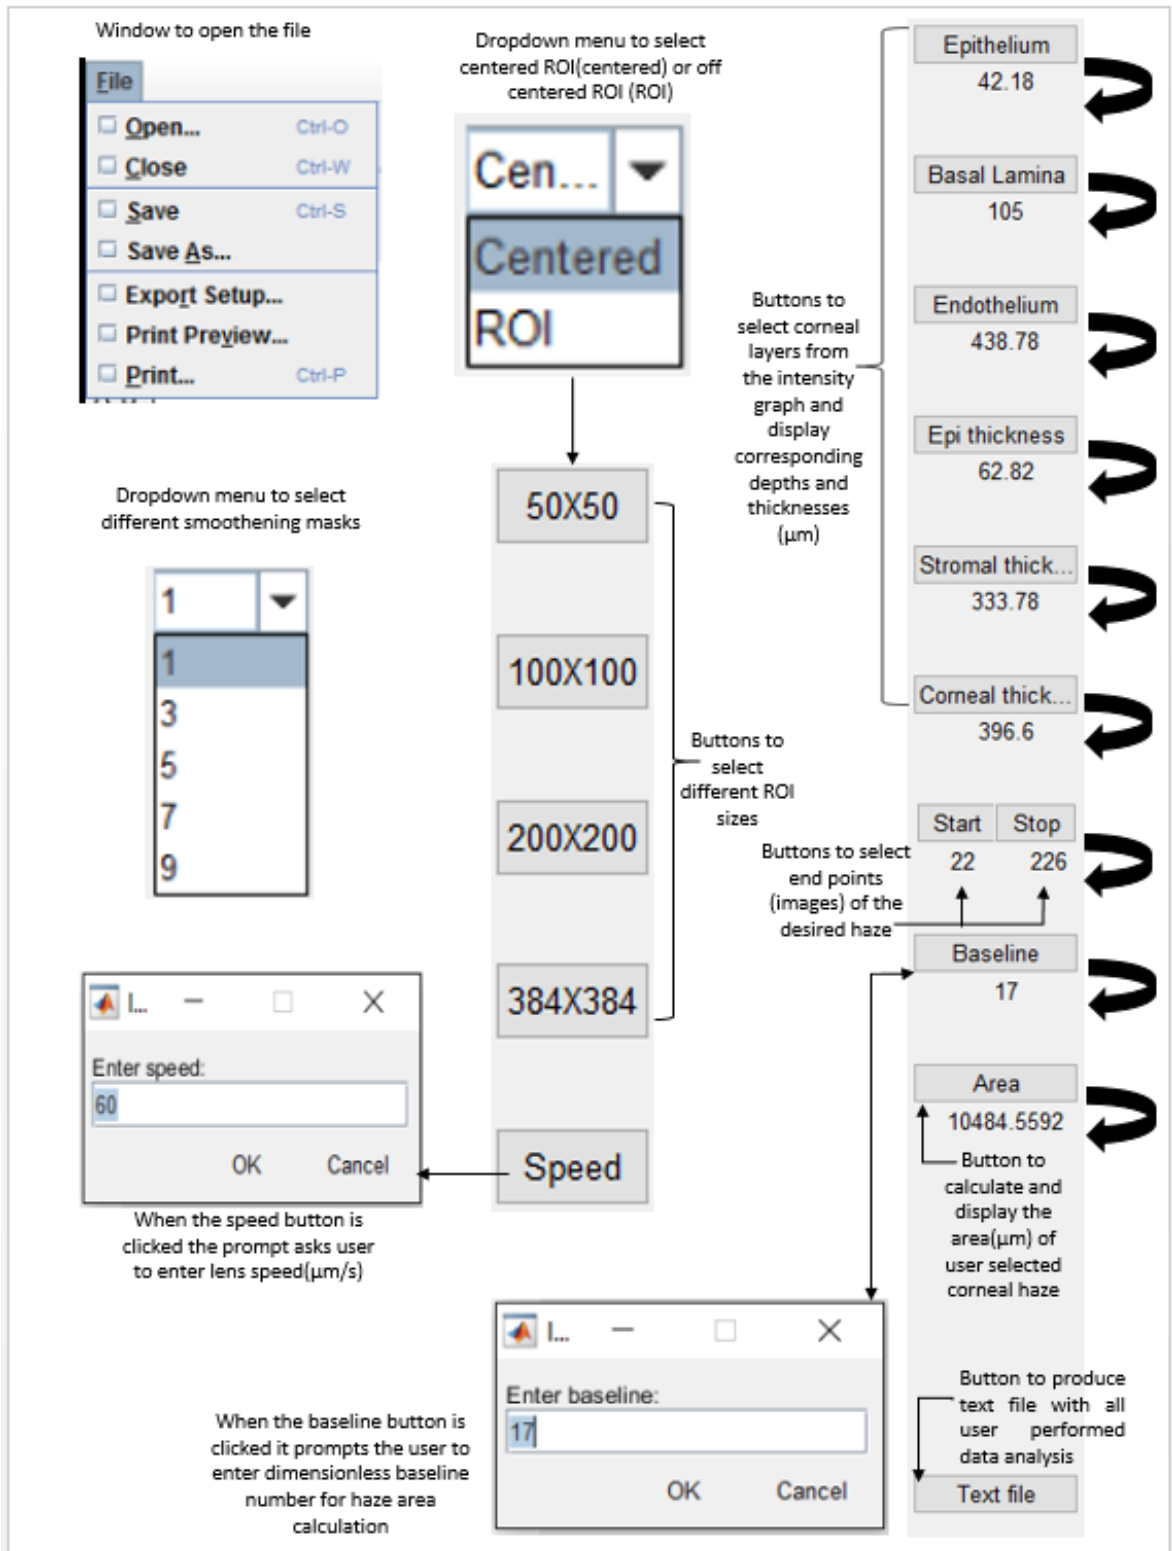 Window to open the file
File
Open... Ctrl-O
Close Ctrl-W
Save Ctrl-S
Save As...
Export Setup...
Print Preview...
Print... Ctrl-P
Dropdown menu to select
centered ROI(centered) or off
centered ROI (ROI)
Cen...
Centered
ROI
Dropdown menu to select
different smoothening masks
1
1
3
5
7
9
50X50
100X100
200X200
384X384
Speed
Buttons to
select
different ROI
sizes
I...
Enter speed:
60
OK Cancel
When the speed button is
clicked the prompt asks user
to enter lens speed(µm/s)
Buttons to
select corneal
layers from
the intensity
graph and
display
corresponding
depths and
thicknesses
(µm)
Epithelium
42.18
Basal Lamina
105
Endothelium
438.78
Epi thickness
62.82
Stromal thick...
333.78
Corneal thick...
396.6
Start Stop
22 226
Buttons to select
end points
(images) of the
desired haze
Baseline
17
Area
10484.5592
Button to
calculate and
display the
area(µm) of
user selected
corneal haze
I...
Enter baseline:
17
OK Cancel
When the baseline button is
clicked it prompts the user to
enter dimensionless baseline
number for haze area
calculation
Button to produce
text file with all
user performed
data analysis
Text file